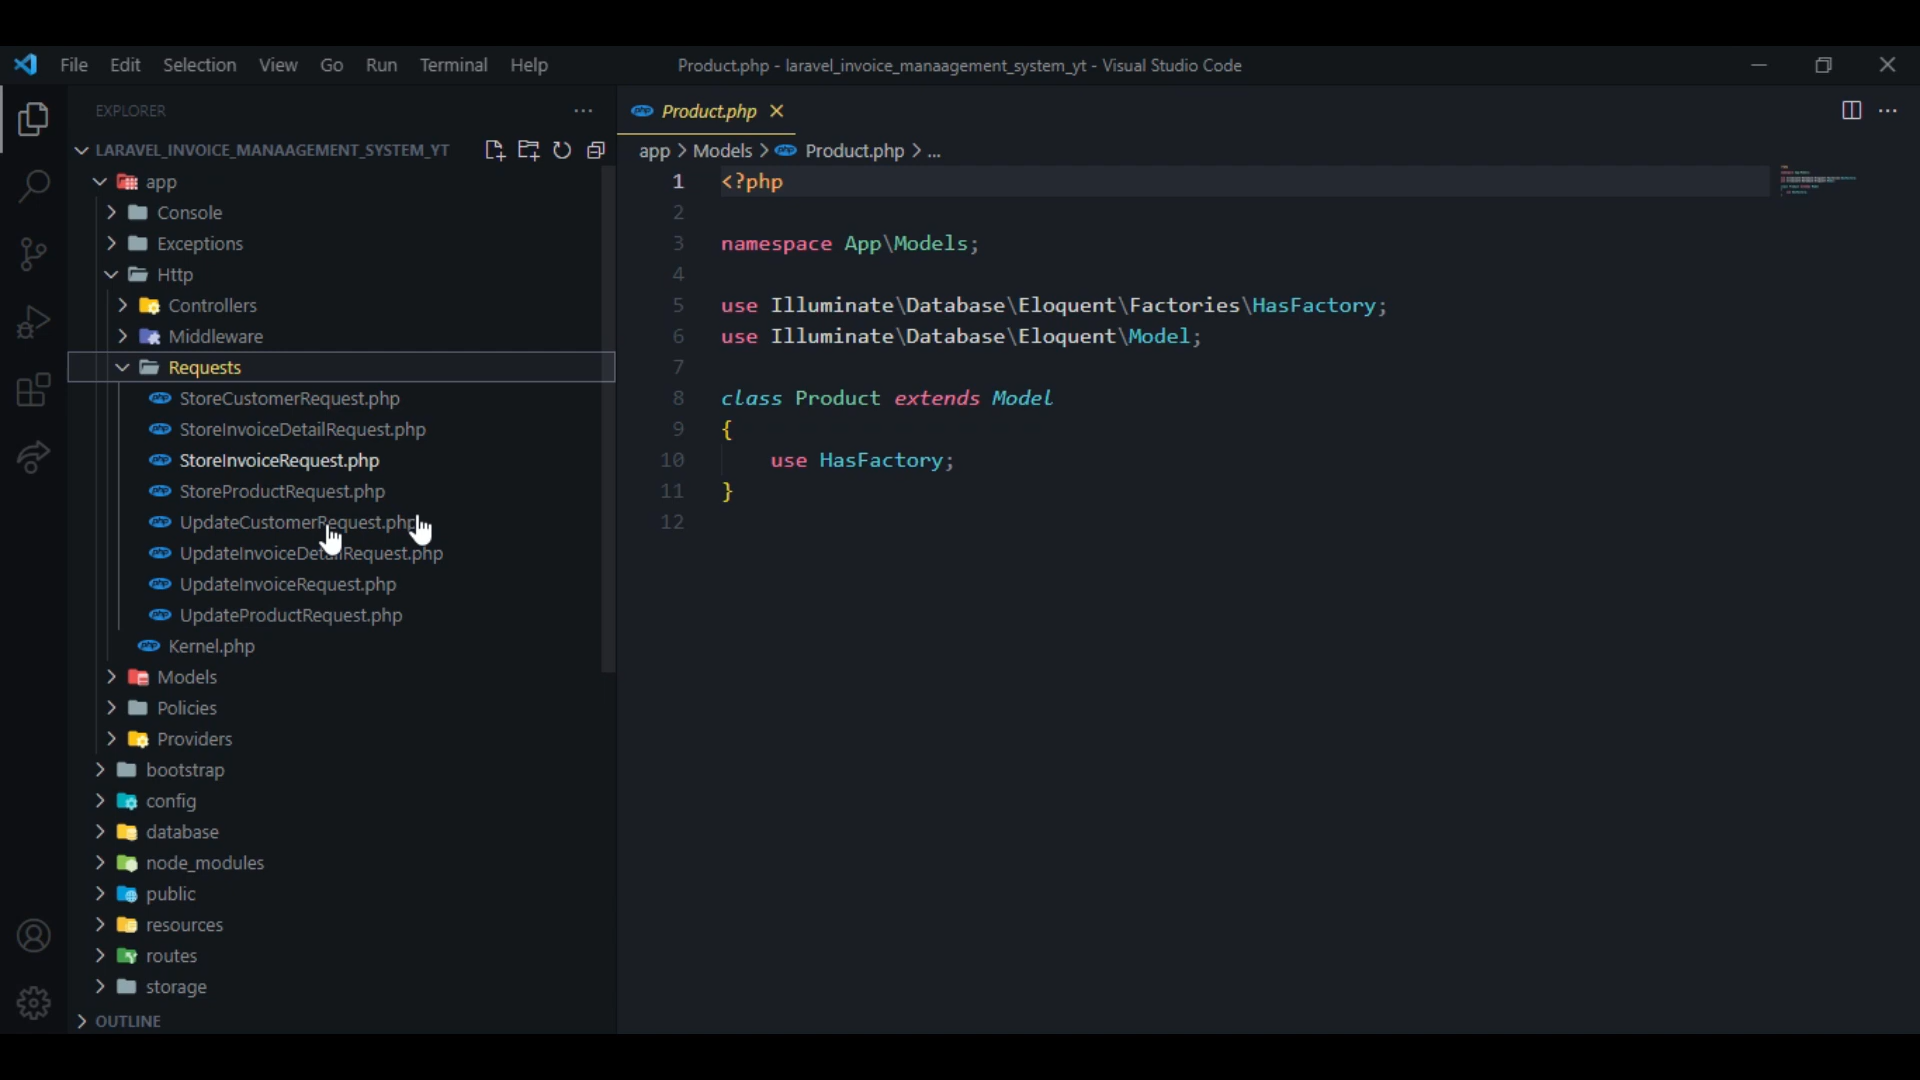 File Edit Selection View Go Run Terminal Help
Product.php - laravel_invoice_manaagement_system_yt - Visual Studio Code
EXPLORER
LARAVEL_INVOICE_MANAAGEMENT_SYSTEM_YT
app
Console
Exceptions
Http
Controllers
Middleware
Requests
StoreCustomerRequest.php
StoreInvoiceDetailRequest.php
StoreInvoiceRequest.php
StoreProductRequest.php
UpdateCustomerRequest.php
UpdateInvoiceDetailRequest.php
UpdateInvoiceRequest.php
UpdateProductRequest.php
Kernel.php
Models
Policies
Providers
bootstrap
config
database
node_modules
public
resources
routes
storage
OUTLINE
Product.php
app > Models > Product.php > ...
1 <?php
2
3 namespace App\Models;
4
5 use Illuminate\Database\Eloquent\Factories\HasFactory;
6 use Illuminate\Database\Eloquent\Model;
7
8 class Product extends Model
9 {
10 use HasFactory;
11 }
12